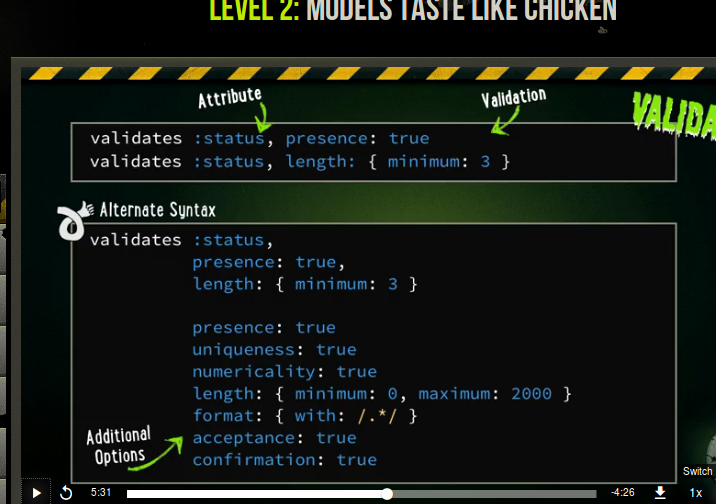 LEVEL 2: MODELS TASTE LIKE CHICKEN
Attribute
Validation
validates :status, presence: true
validates :status, length: { minimum: 3 }
Alternate Syntax
validates :status,
presence: true,
length: { minimum: 3 }
presence: true
uniqueness: true
numericality: true
length: { minimum: 0, maximum: 2000 }
format: { with: /.*/ }
acceptance: true
confirmation: true
Additional
Options
Switch
5:31
-4:26
1x